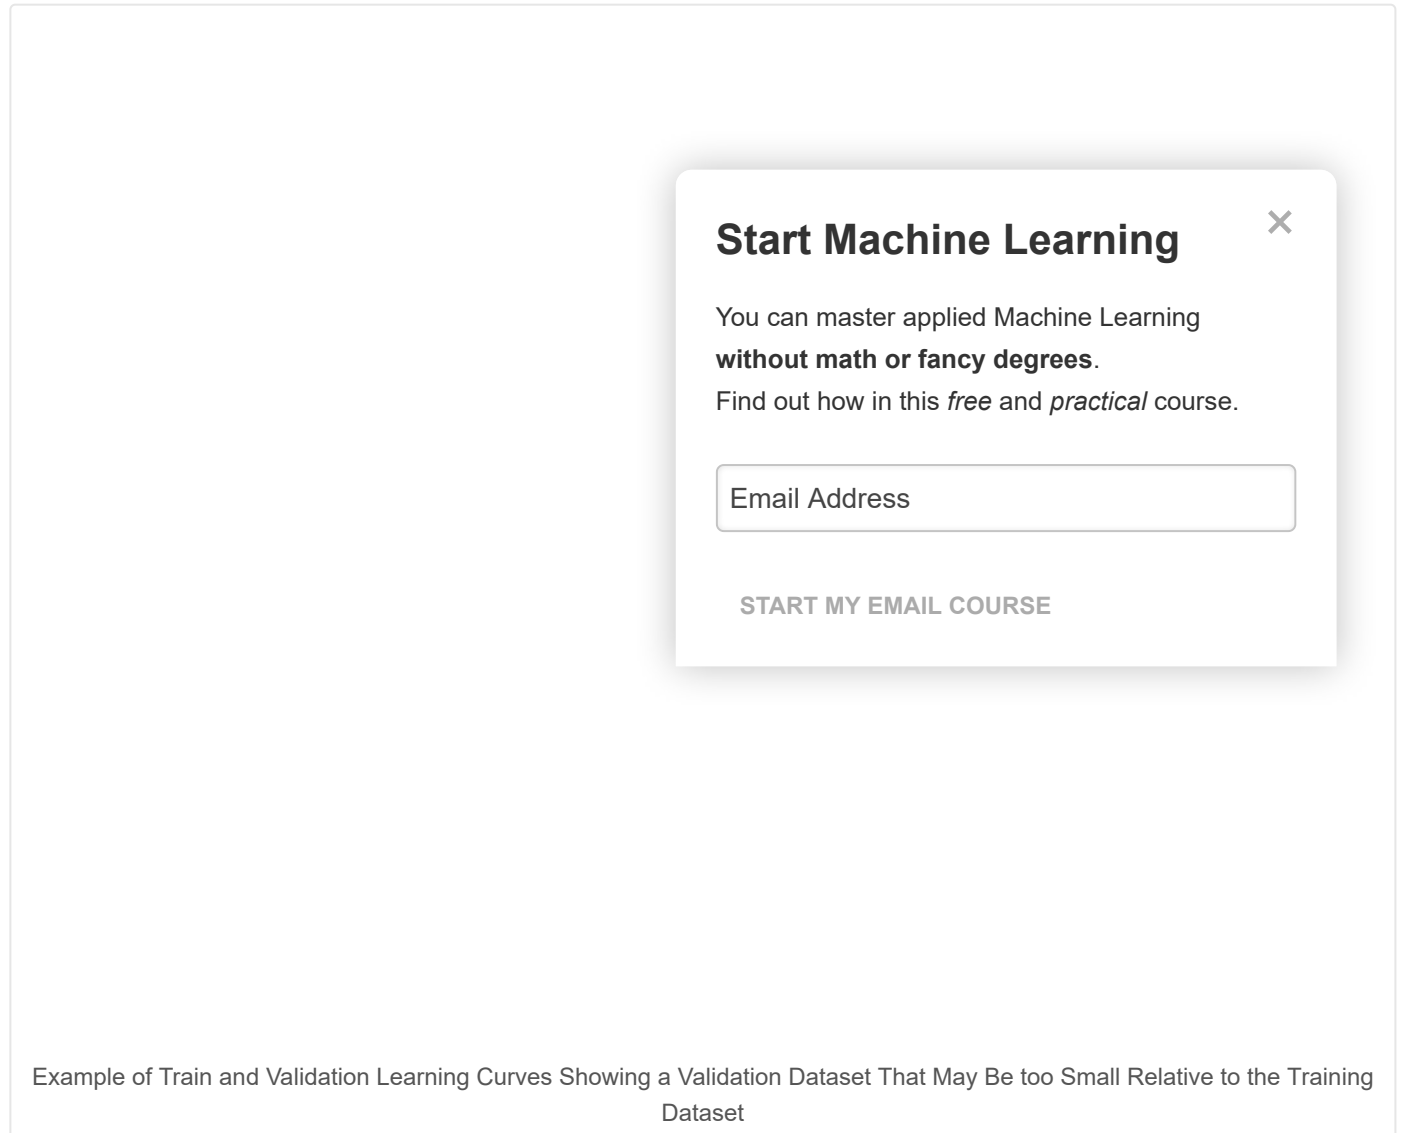 Start Machine Learning
You can master applied Machine Learning
without math or fancy degrees.
Find out how in this free and practical course.
Email Address
START MY EMAIL COURSE
Example of Train and Validation Learning Curves Showing a Validation Dataset That May Be too Small Relative to the Training
Dataset